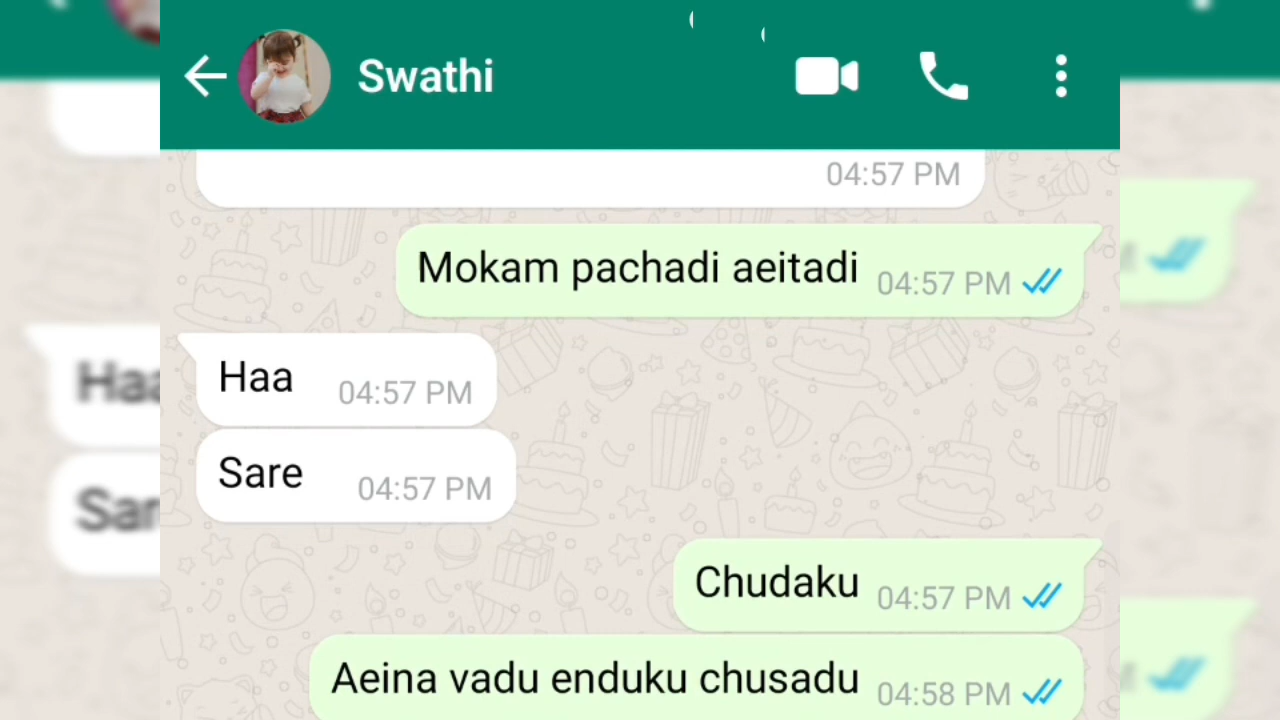 Swathi
04:57 PM
Mokam pachadi aeitadi 04:57 PM
Haa 04:57 PM
Sare 04:57 PM
Chudaku 04:57 PM
Aeina vadu enduku chusadu 04:58 PM